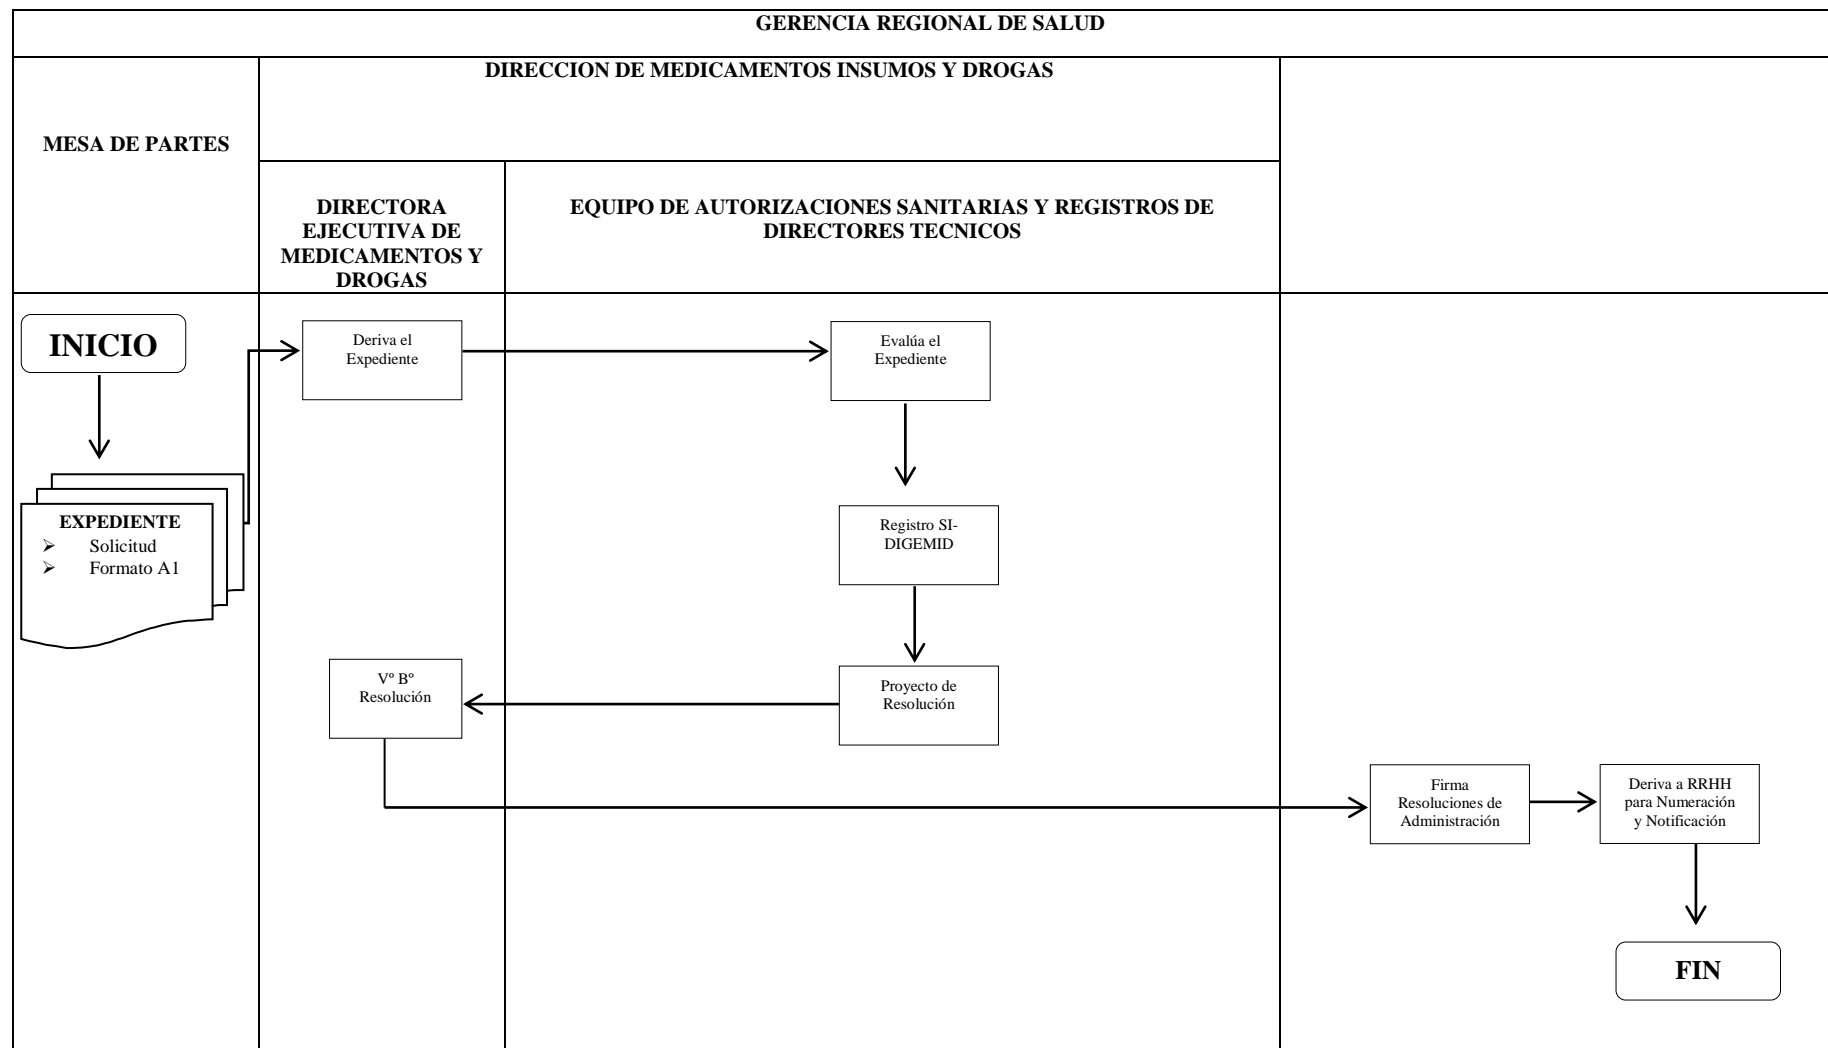 GERENCIA REGIONAL DE SALUD
DIRECCION DE MEDICAMENTOS INSUMOS Y DROGAS
MESA DE PARTES
DIRECTORA
EJECUTIVA DE
MEDICAMENTOS Y
DROGAS
EQUIPO DE AUTORIZACIONES SANITARIAS Y REGISTROS DE
DIRECTORES TECNICOS
INICIO
Deriva el
Expediente
Evalúa el
Expediente
EXPEDIENTE
➢ Solicitud
➢ Formato A1
Registro SI-
DIGEMID
Vº Bº
Resolución
Proyecto de
Resolución
Firma
Resoluciones de
Administración
Deriva a RRHH
para Numeración
y Notificación
FIN